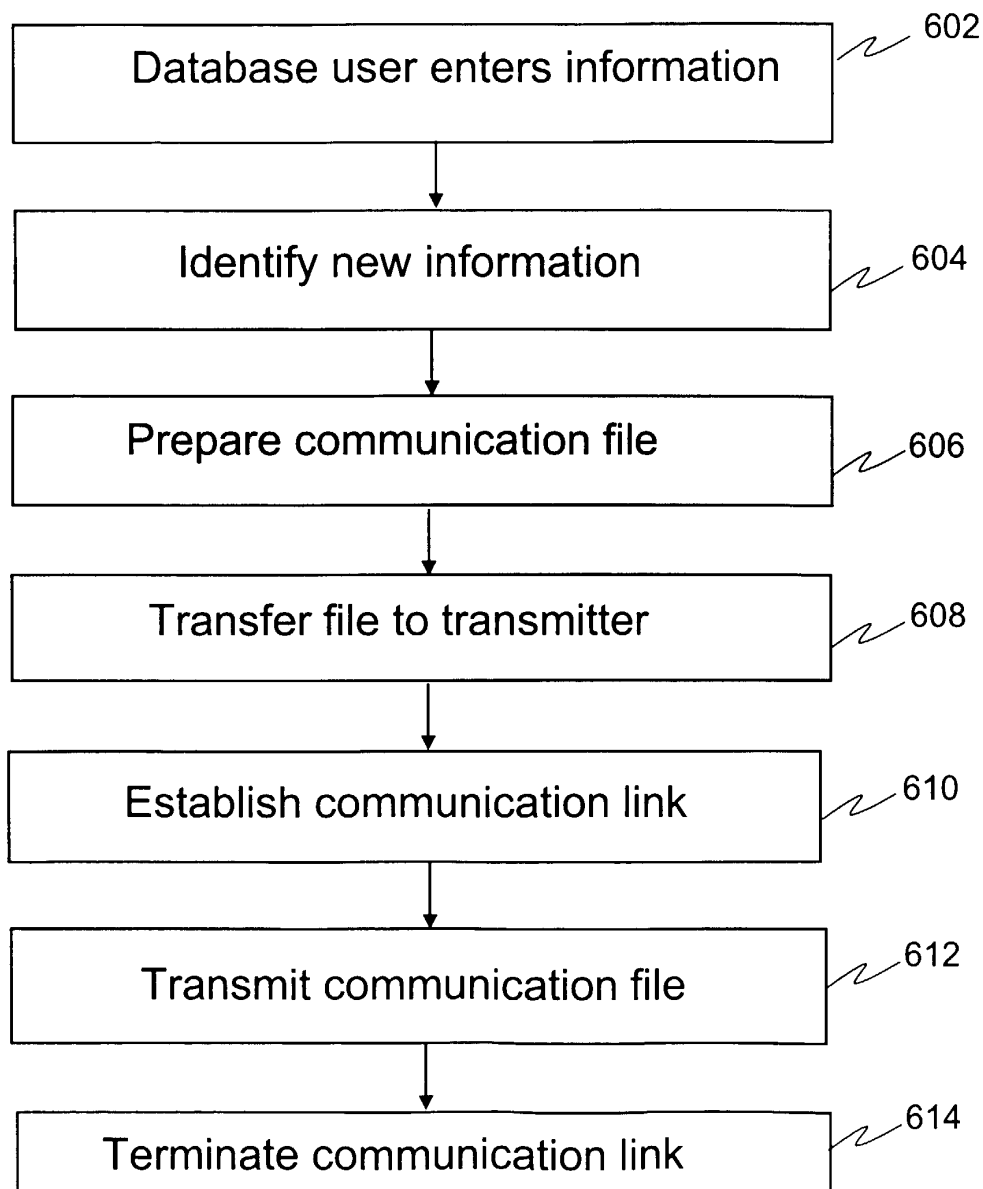 602
Database user enters information
604
Identify new information
606
Prepare communication file
608
Transfer file to transmitter
610
Establish communication link
612
Transmit communication file
614
Terminate communication link